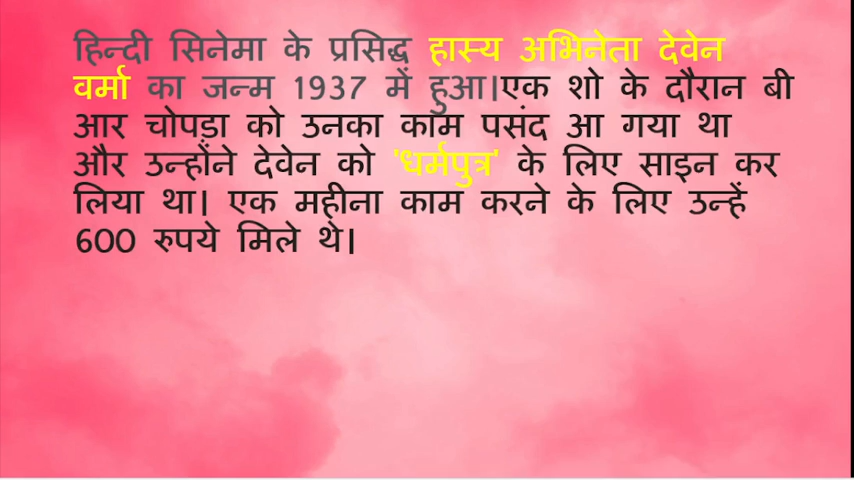 हिन्दी सिनेमा के प्रसिद्ध हास्य अभिनेता देवेन
वर्मा का जन्म 1937 में हुआ।एक शो के दौरान बी
आर चोपड़ा को उनका काम पसंद आ गया था
और उन्होंने देवेन को 'धर्मपुत्र' के लिए साइन कर
लिया था। एक महीना काम करने के लिए उन्हें
600 रुपये मिले थे।